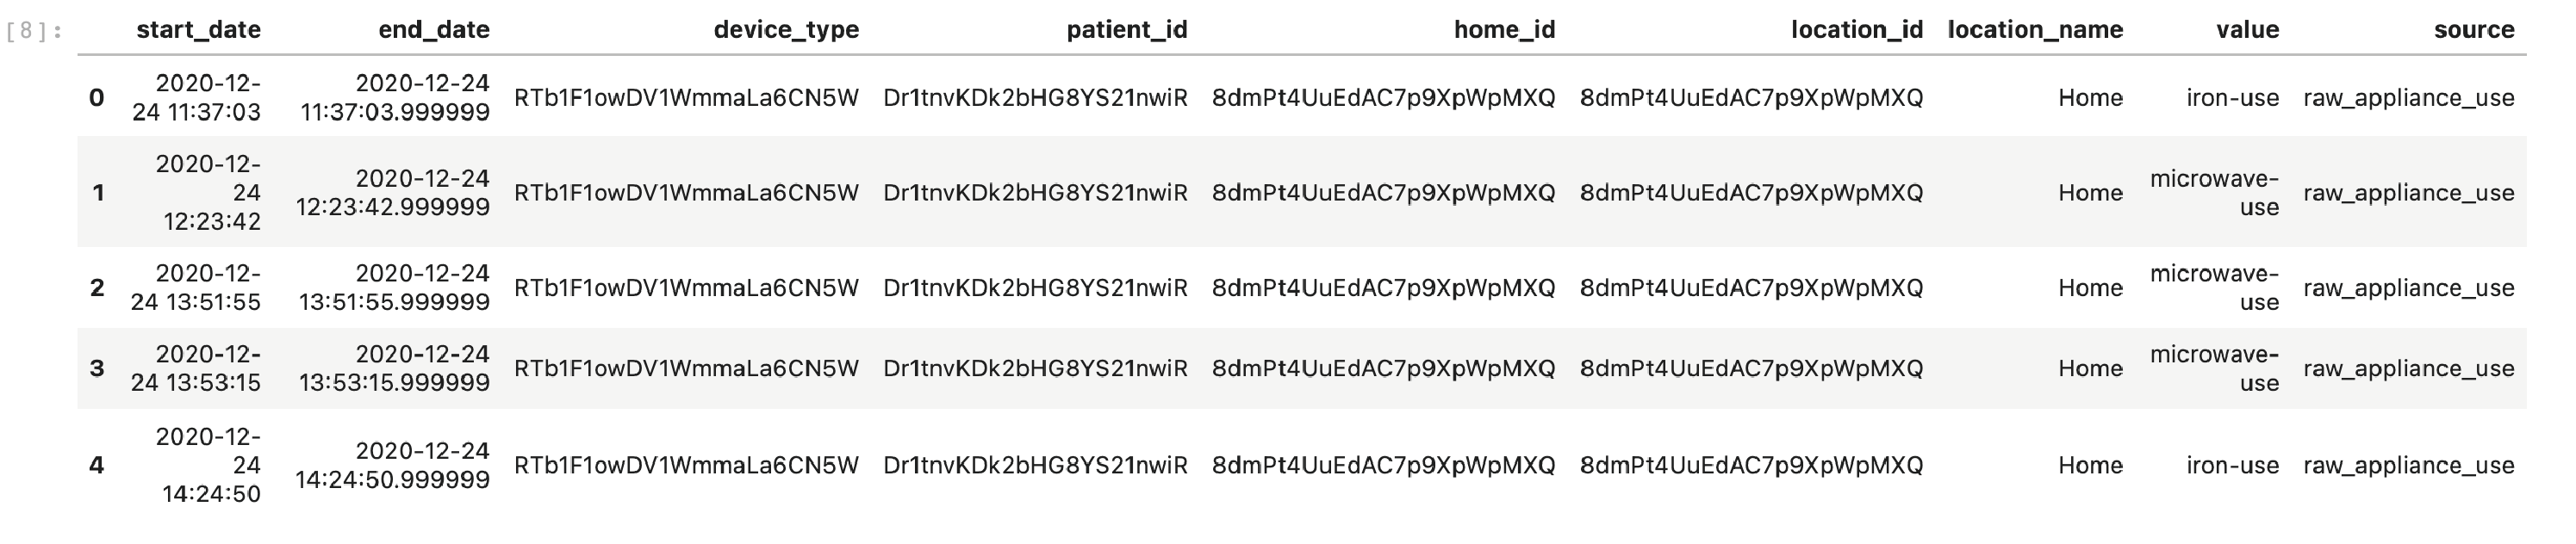 [8]: start_date end_date device_type patient_id home_id location_id location_name value source
0 2020-12-24 11:37:03 2020-12-24 11:37:03.999999 RTb1F1owDV1WmmaLa6CN5W Dr1tnvKDk2bHG8YS21nwiR 8dmPt4UuEdAC7p9XpWpMXQ 8dmPt4UuEdAC7p9XpWpMXQ Home iron-use raw_appliance_use
1 2020-12-24 12:23:42 2020-12-24 12:23:42.999999 RTb1F1owDV1WmmaLa6CN5W Dr1tnvKDk2bHG8YS21nwiR 8dmPt4UuEdAC7p9XpWpMXQ 8dmPt4UuEdAC7p9XpWpMXQ Home microwave-use raw_appliance_use
2 2020-12-24 13:51:55 2020-12-24 13:51:55.999999 RTb1F1owDV1WmmaLa6CN5W Dr1tnvKDk2bHG8YS21nwiR 8dmPt4UuEdAC7p9XpWpMXQ 8dmPt4UuEdAC7p9XpWpMXQ Home microwave-use raw_appliance_use
3 2020-12-24 13:53:15 2020-12-24 13:53:15.999999 RTb1F1owDV1WmmaLa6CN5W Dr1tnvKDk2bHG8YS21nwiR 8dmPt4UuEdAC7p9XpWpMXQ 8dmPt4UuEdAC7p9XpWpMXQ Home microwave-use raw_appliance_use
4 2020-12-24 14:24:50 2020-12-24 14:24:50.999999 RTb1F1owDV1WmmaLa6CN5W Dr1tnvKDk2bHG8YS21nwiR 8dmPt4UuEdAC7p9XpWpMXQ 8dmPt4UuEdAC7p9XpWpMXQ Home iron-use raw_appliance_use